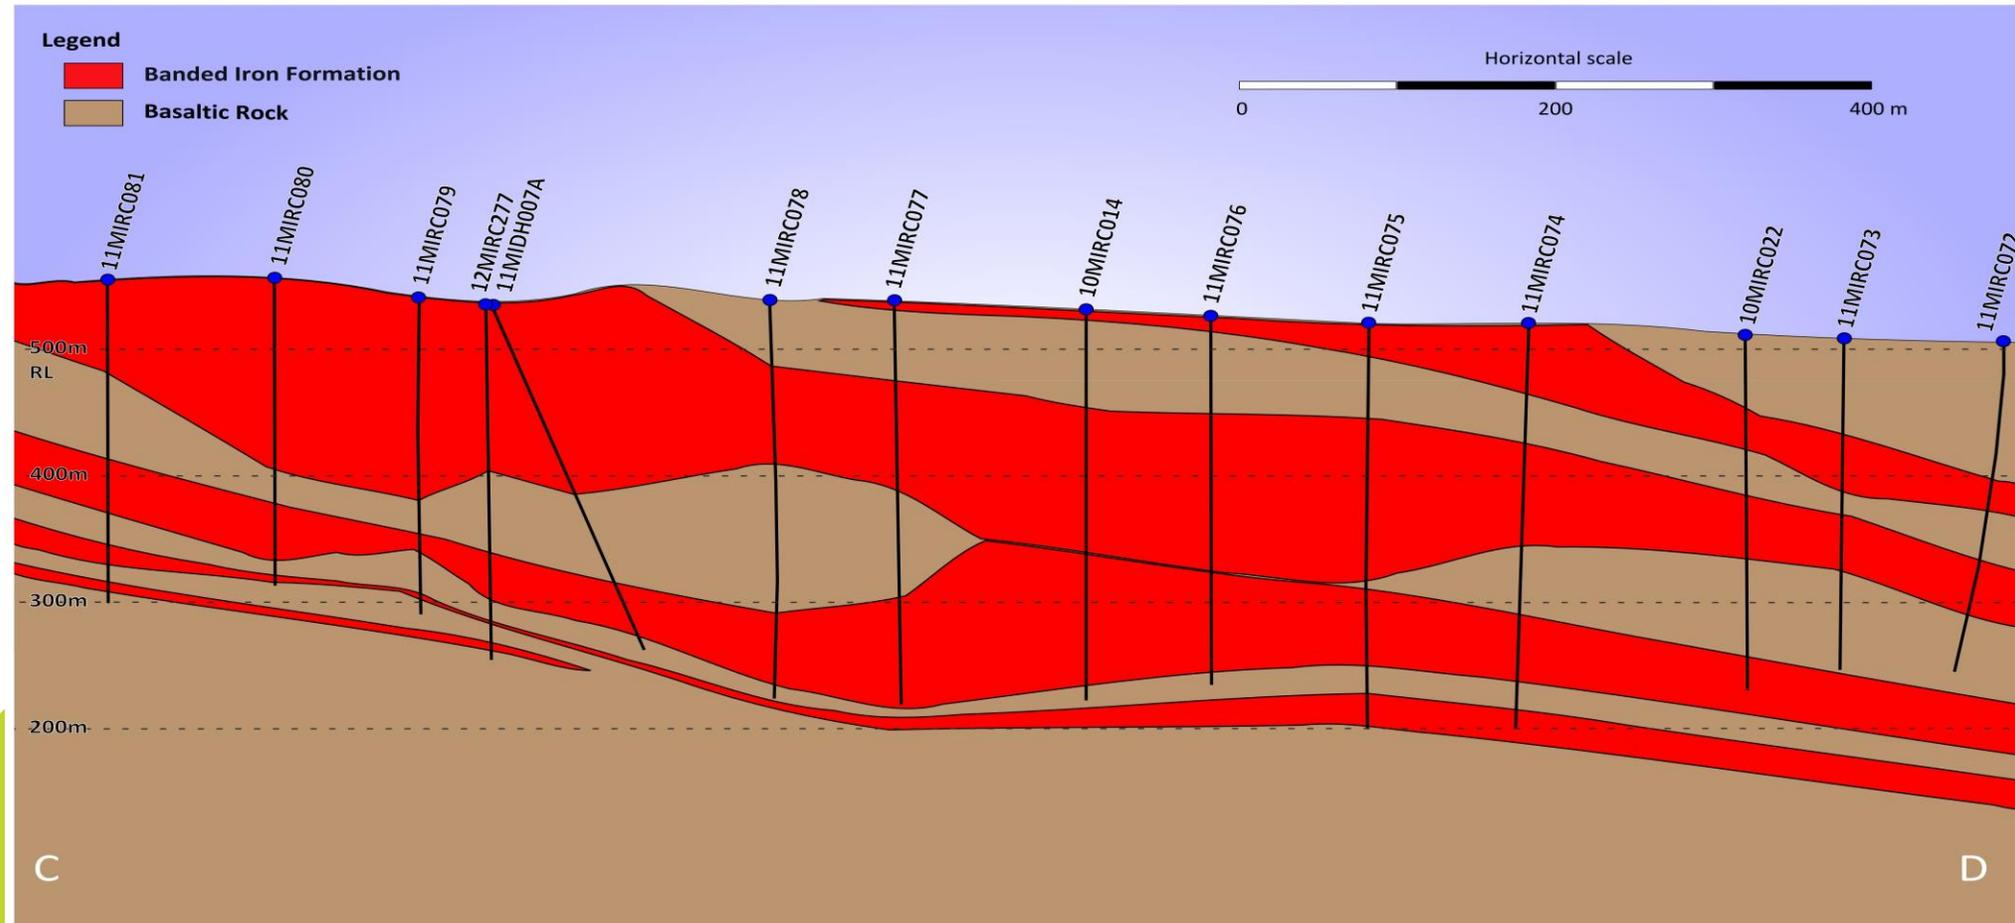 Legend
Banded Iron Formation
Basaltic Rock
Horizontal scale
0 200 400 m
11MIRC081
11MIRC080
11MIRC079
12MIRC277
11MIDH007A
11MIRC078
11MIRC077
10MIRC014
11MIRC076
11MIRC075
11MIRC074
10MIRC022
11MIRC073
11MIRC072
500m
RL
400m
300m
200m
C
D